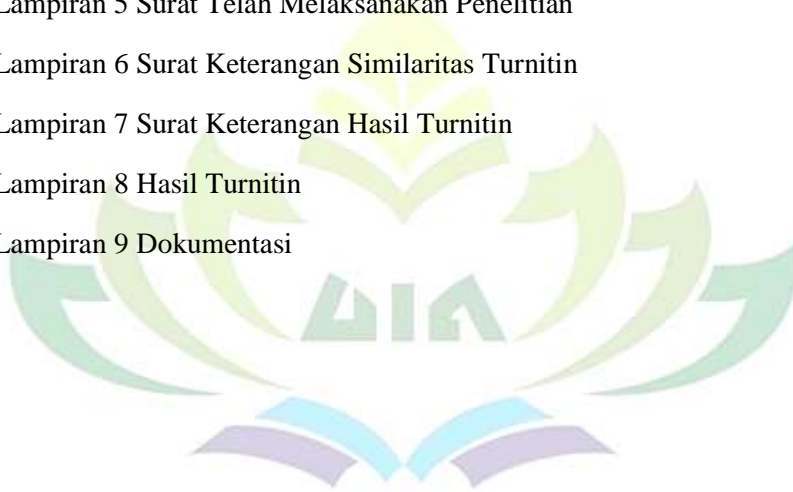 Lampiran 5 Surat Telah Melaksanakan Penelitian
Lampiran 6 Surat Keterangan Similaritas Turnitin
Lampiran 7 Surat Keterangan Hasil Turnitin
Lampiran 8 Hasil Turnitin
Lampiran 9 Dokumentasi
UIN